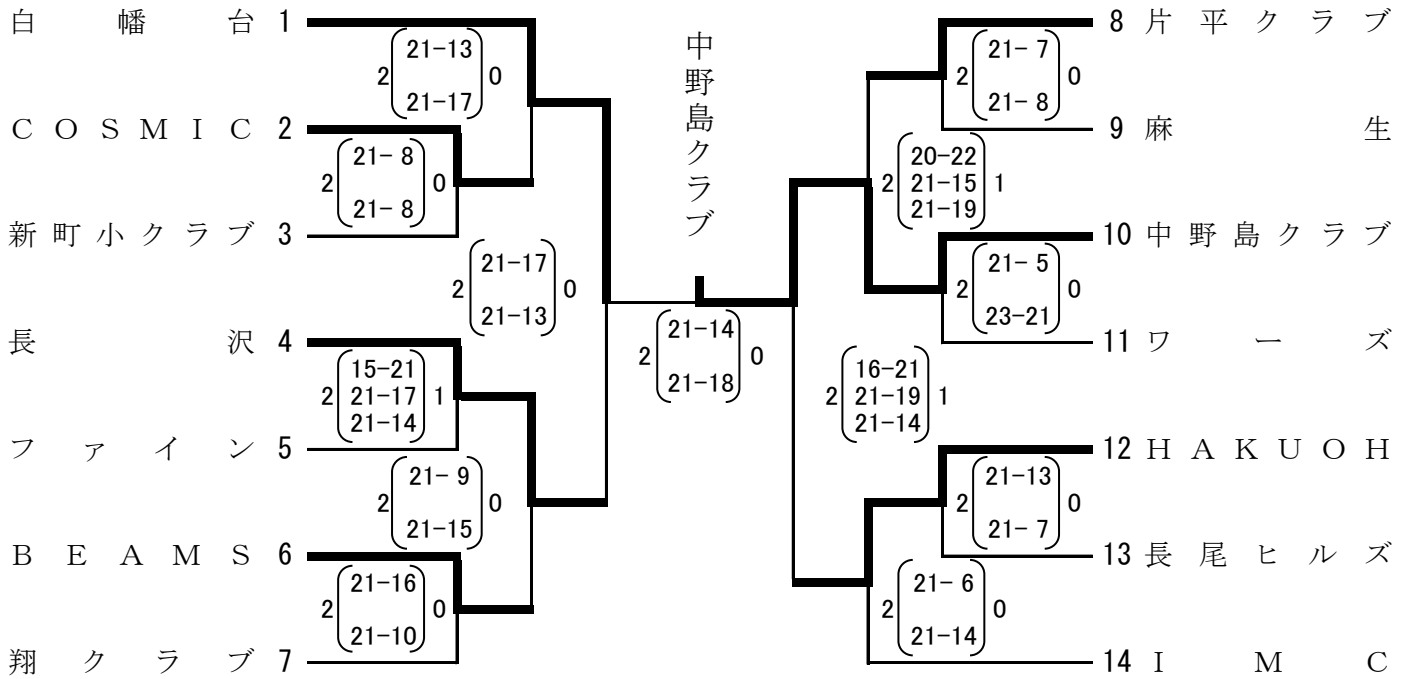 白幡台 1
2 21-13 0
21-17
COSMIC 2
2 21- 8 0
21- 8
新町小クラブ 3
2 21-17 0
21-13
長沢 4
15-21
2 21-17 1
21-14
ファイン 5
2 21- 9 0
21-15
BEAMS 6
2 21-16 0
21-10
翔クラブ 7
中野島クラブ
2 21-14 0
21-18
8 片平クラブ
2 21- 7 0
21- 8
9 麻生
20-22
2 21-15 1
21-19
10 中野島クラブ
2 21- 5 0
23-21
11 ワーズ
16-21
2 21-19 1
21-14
12 HAKUOH
2 21-13 0
21- 7
13 長尾ヒルズ
2 21- 6 0
21-14
14 IMC